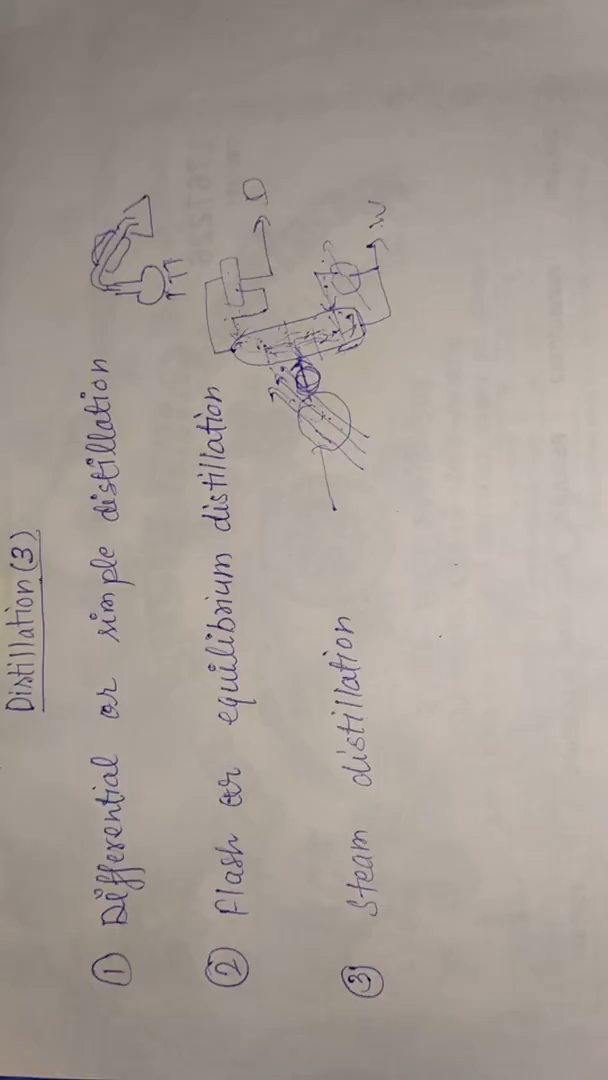 Distillation (3)
① Differential or simple distillation
② Flash or equilibrium distillation
D
W
③ Steam distillation